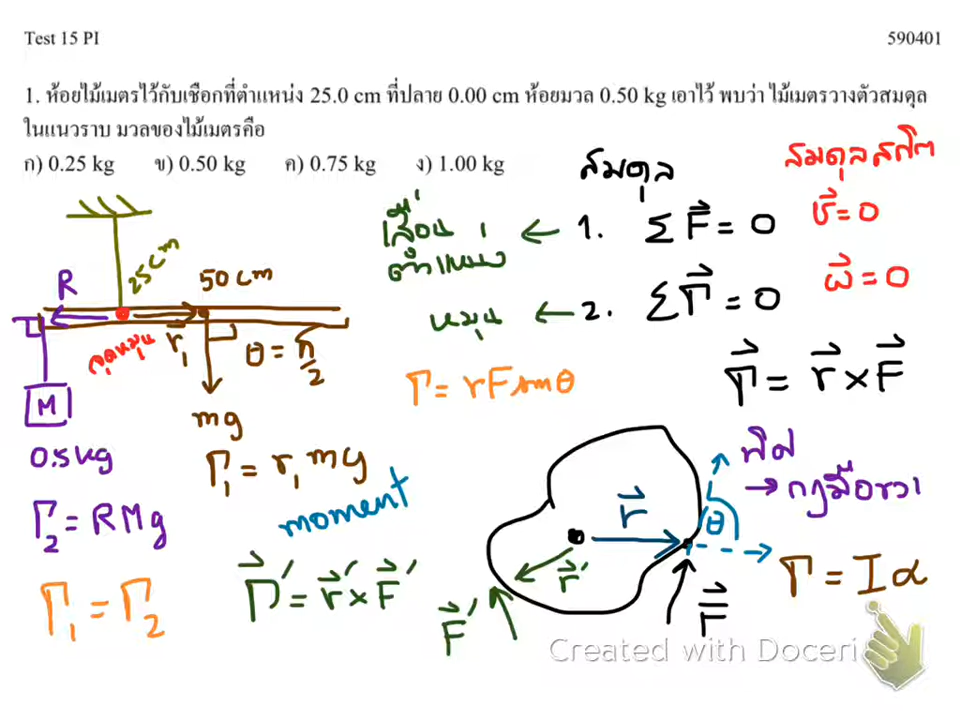 Test 15 PI 590401
1. ห้อยไม้เมตรไว้กับเชือกที่ตำแหน่ง 25.0 cm ที่ปลาย 0.00 cm ห้อยมวล 0.50 kg เอาไว้ พบว่า ไม้เมตรวางตัวสมดุล
ในแนวราบ มวลของไม้เมตรคือ
ก) 0.25 kg ข) 0.50 kg ค) 0.75 kg ง) 1.00 kg
สมดุล
สมดุลสถิต
เลื่อน ← 1. ΣF⃗ = 0
ตำแหน่ง
v⃗ = 0
ω⃗ = 0
หมุน ← 2. ΣΓ⃗ = 0
R 25 cm 50 cm
จุดหมุน r⃗₁ θ = π/2
Γ = rF sinθ
Γ⃗ = r⃗ × F⃗
M
mg
0.5 kg
Γ₁ = r₁mg
Γ₂ = RMg
moment
Γ₁ = Γ₂
Γ⃗′ = r⃗′ × F⃗′
ทิศ
→ กฎมือขวา
r⃗ θ
r⃗′
F⃗′ F⃗
Γ = Iα
Created with Doceri